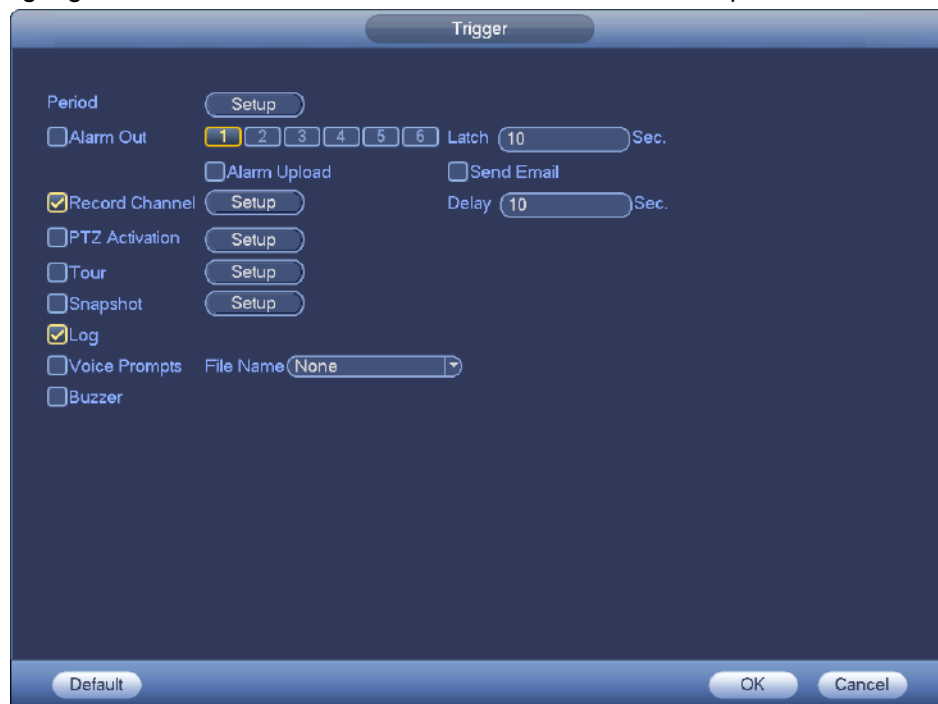 Trigger
Period Setup
Alarm Out 1 2 3 4 5 6 Latch 10 Sec.
Alarm Upload Send Email
Record Channel Setup Delay 10 Sec.
PTZ Activation Setup
Tour Setup
Snapshot Setup
Log
Voice Prompts File Name None
Buzzer
Default OK Cancel